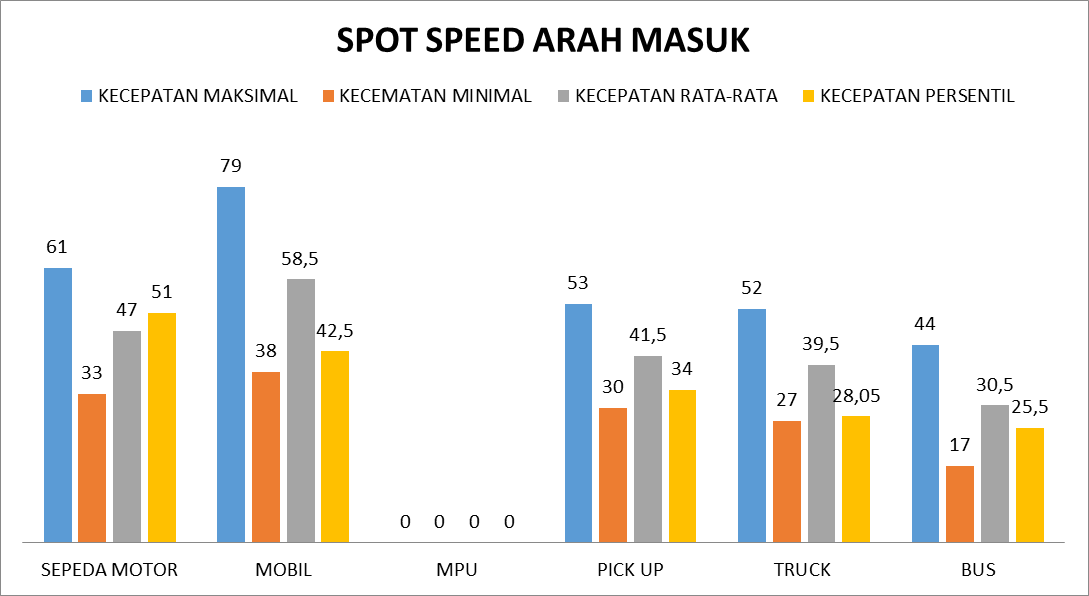 SPOT SPEED ARAH MASUK
KECEPATAN MAKSIMAL KECEMATAN MINIMAL KECEPATAN RATA-RATA KECEPATAN PERSENTIL
61 33 47 51
79 38 58,5 42,5
0 0 0 0
53 30 41,5 34
52 27 39,5 28,05
44 17 30,5 25,5
SEPEDA MOTOR MOBIL MPU PICK UP TRUCK BUS